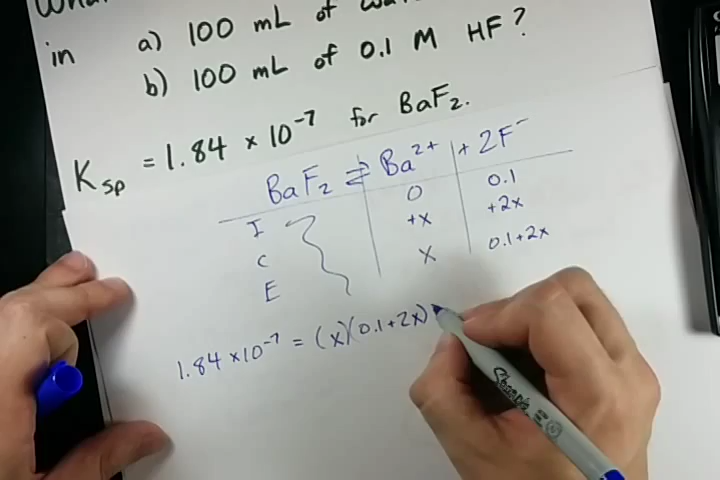 in a) 100 mL of
b) 100 mL of 0.1 M HF?
Ksp = 1.84 × 10⁻⁷ for BaF₂.
BaF₂ ⇌ Ba²⁺ + 2F⁻
I 0 0.1
C +x +2x
E x 0.1+2x
1.84 × 10⁻⁷ = (x)(0.1+2x)
Sharpie